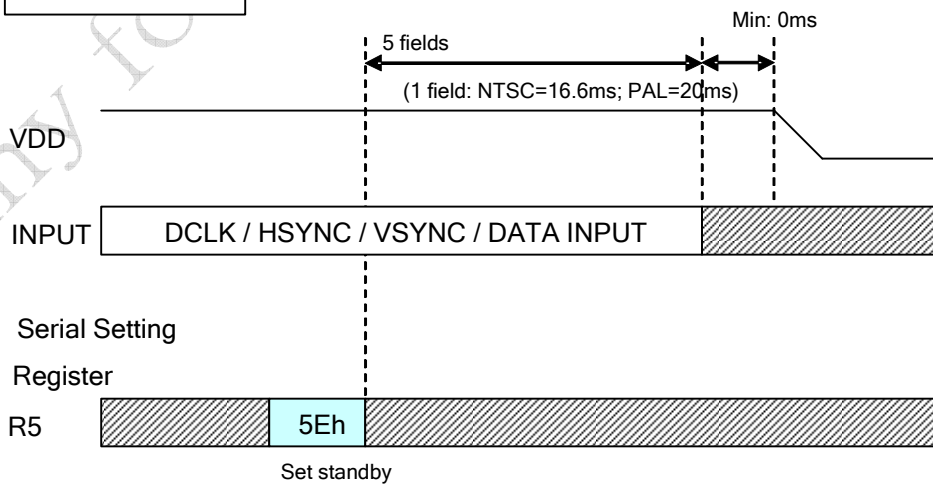 Min: 0ms
5 fields
(1 field: NTSC=16.6ms; PAL=20ms)
VDD
INPUT
DCLK / HSYNC / VSYNC / DATA INPUT
Serial Setting
Register
R5
5Eh
Set standby